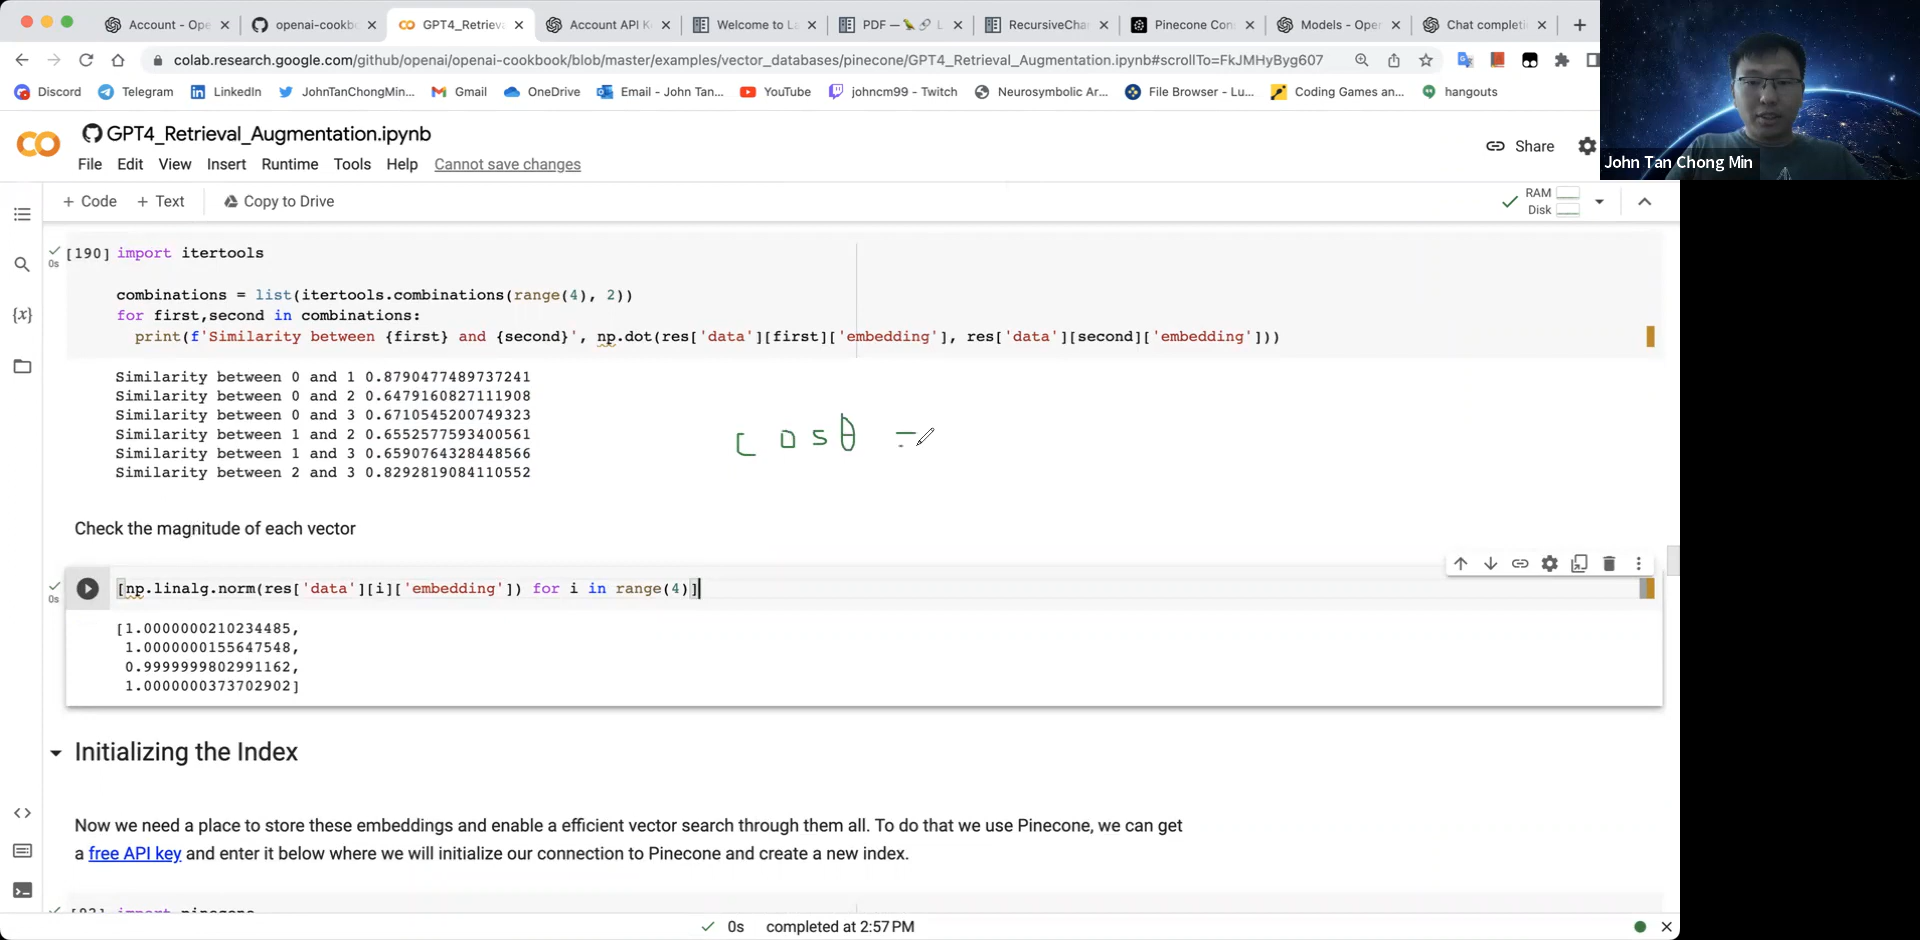 Account - Ope
openai-cookbo
GPT4_Retrieva
Account API K
Welcome to La
PDF — L
RecursiveChar
Pinecone Con
Models - Open
Chat completi
colab.research.google.com/github/openai/openai-cookbook/blob/master/examples/vector_databases/pinecone/GPT4_Retrieval_Augmentation.ipynb#scrollTo=FkJMHyByg607
Discord Telegram LinkedIn JohnTanChongMin... Gmail OneDrive Email - John Tan... YouTube johncm99 - Twitch Neurosymbolic Ar... File Browser - Lu... Coding Games an... hangouts
GPT4_Retrieval_Augmentation.ipynb
File Edit View Insert Runtime Tools Help Cannot save changes
Share
John Tan Chong Min
+ Code + Text Copy to Drive
RAM
Disk
[190] import itertools
0s
combinations = list(itertools.combinations(range(4), 2))
for first,second in combinations:
print(f'Similarity between {first} and {second}', np.dot(res['data'][first]['embedding'], res['data'][second]['embedding']))
Similarity between 0 and 1 0.8790477489737241
Similarity between 0 and 2 0.6479160827111908
Similarity between 0 and 3 0.6710545200749323
Similarity between 1 and 2 0.6552577593400561
Similarity between 1 and 3 0.6590764328448566
Similarity between 2 and 3 0.8292819084110552
cosθ =
Check the magnitude of each vector
[np.linalg.norm(res['data'][i]['embedding']) for i in range(4)]
0s
[1.0000000210234485,
1.0000000155647548,
0.9999999802991162,
1.0000000373702902]
Initializing the Index
Now we need a place to store these embeddings and enable a efficient vector search through them all. To do that we use Pinecone, we can get
a free API key and enter it below where we will initialize our connection to Pinecone and create a new index.
0s completed at 2:57 PM